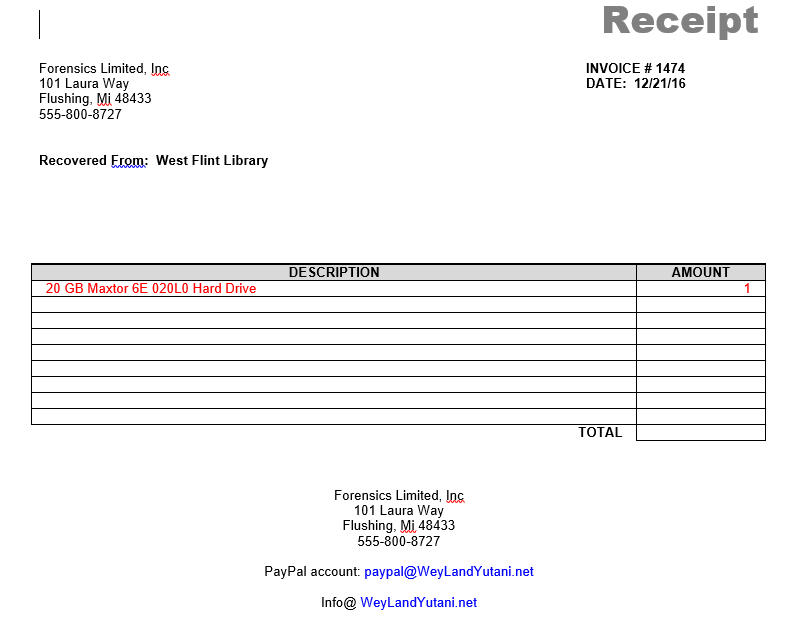 Receipt
Forensics Limited, Inc
101 Laura Way
Flushing, Mi 48433
555-800-8727
INVOICE # 1474
DATE: 12/21/16
Recovered From: West Flint Library
DESCRIPTION AMOUNT
20 GB Maxtor 6E 020L0 Hard Drive 1
TOTAL
Forensics Limited, Inc
101 Laura Way
Flushing, Mi 48433
555-800-8727
PayPal account: paypal@WeyLandYutani.net
Info@ WeyLandYutani.net